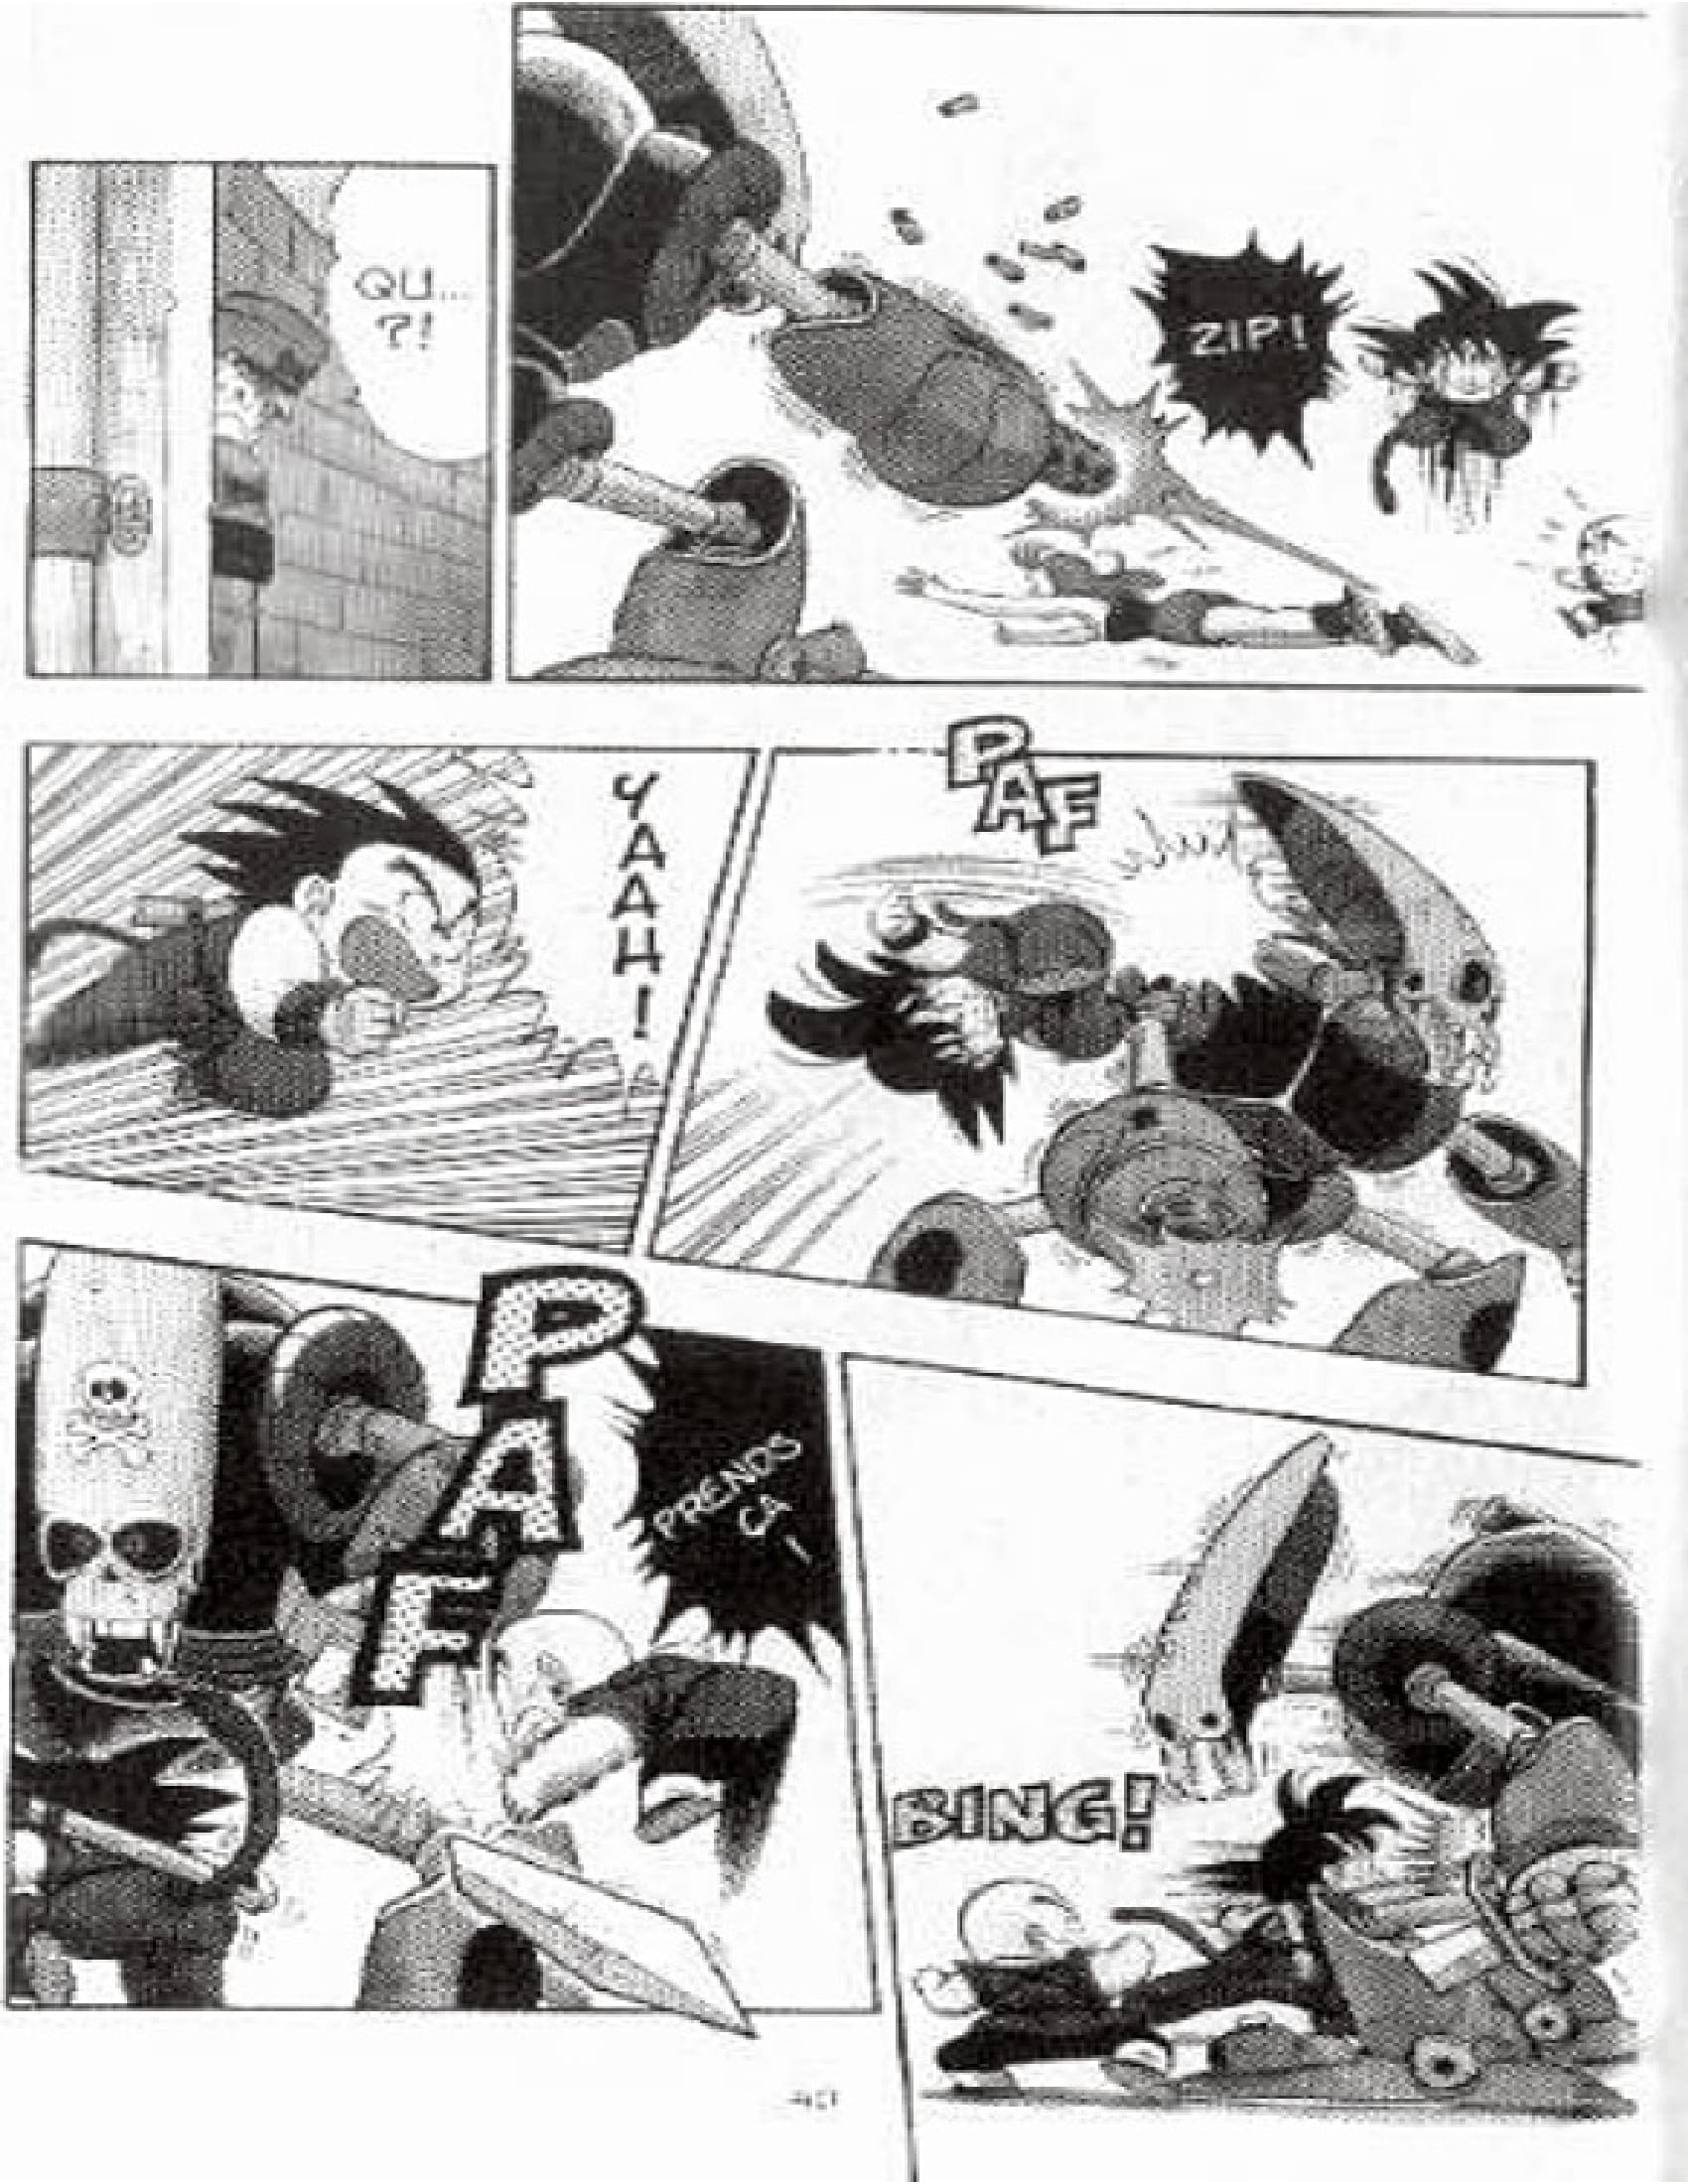 QU...
?!
ZIP!
YAAH!
PAF
PAF
PRENDS
ÇA
BING!